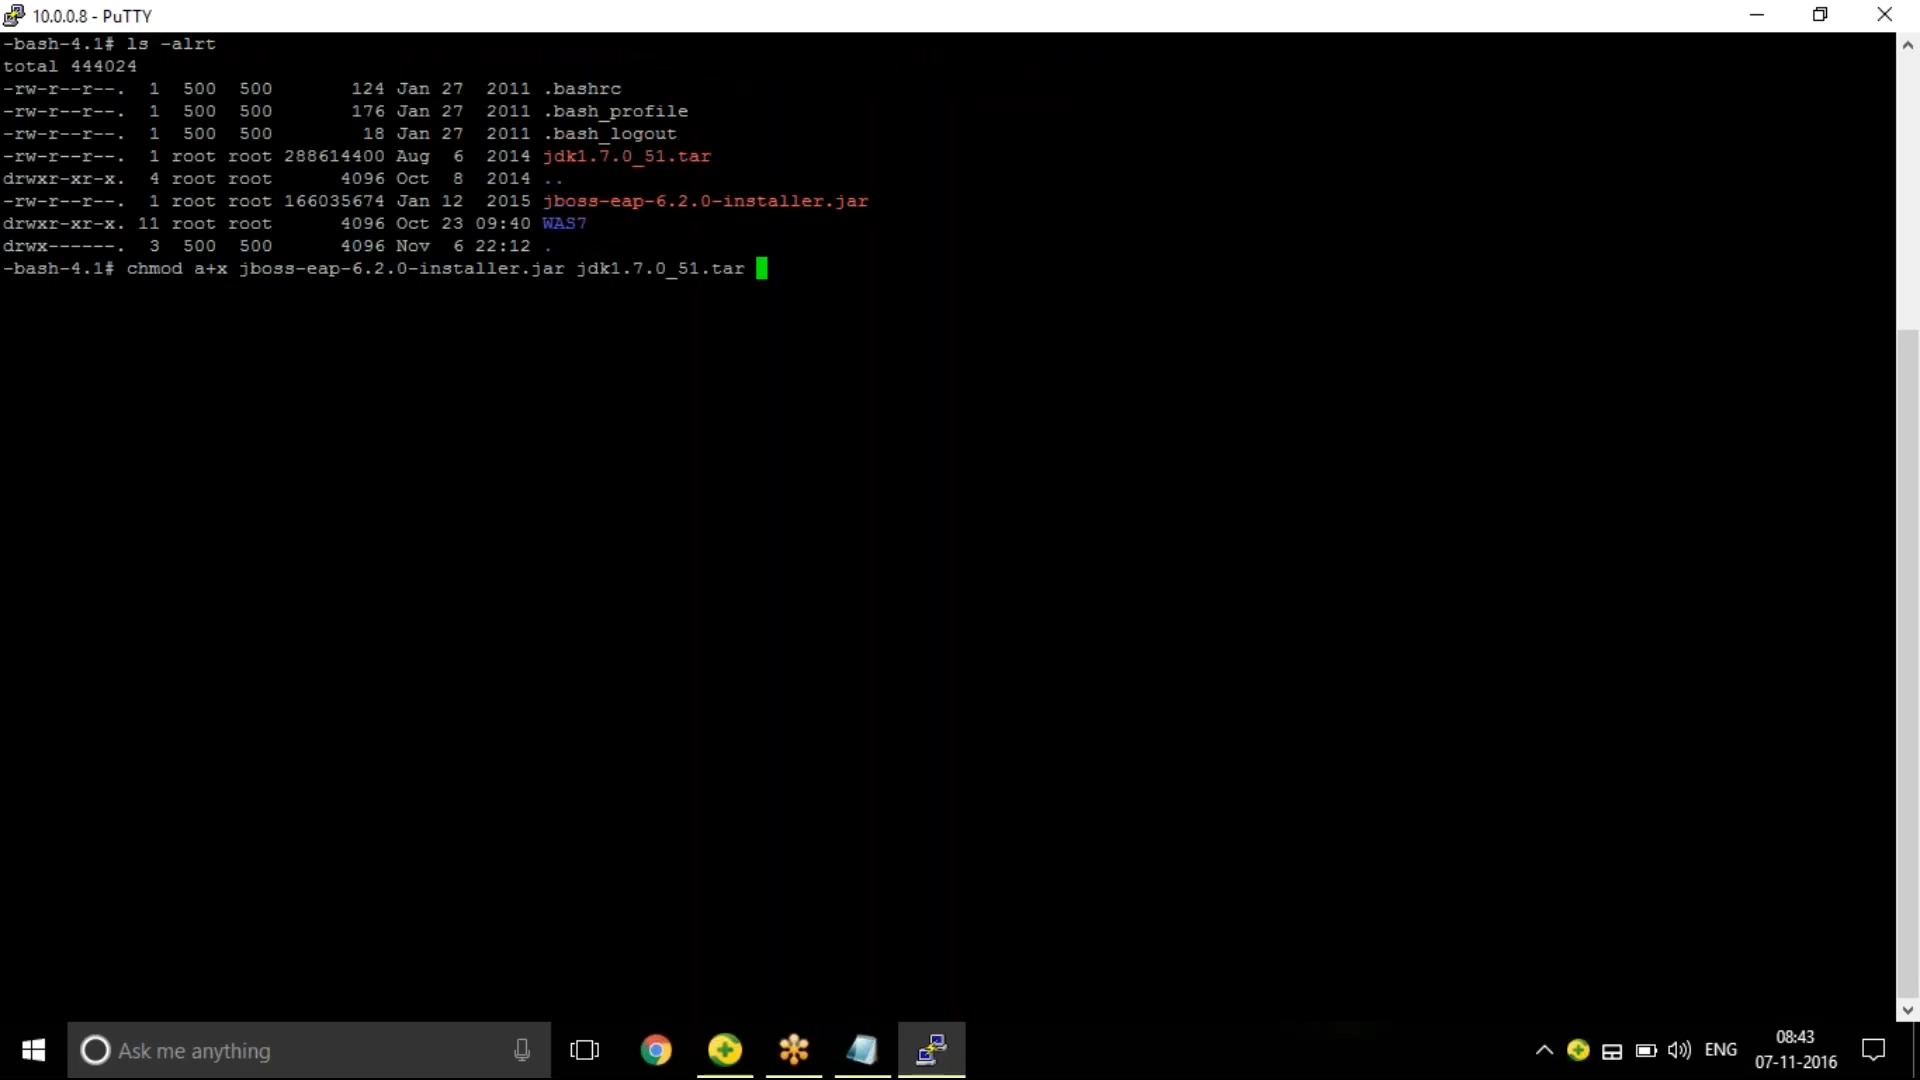 10.0.0.8 - PuTTY
-bash-4.1# ls -alrt
total 444024
-rw-r--r--. 1 500 500 124 Jan 27 2011 .bashrc
-rw-r--r--. 1 500 500 176 Jan 27 2011 .bash_profile
-rw-r--r--. 1 500 500 18 Jan 27 2011 .bash_logout
-rw-r--r--. 1 root root 288614400 Aug 6 2014 jdk1.7.0_51.tar
drwxr-xr-x. 4 root root 4096 Oct 8 2014 ..
-rw-r--r--. 1 root root 166035674 Jan 12 2015 jboss-eap-6.2.0-installer.jar
drwxr-xr-x. 11 root root 4096 Oct 23 09:40 WAS7
drwx------. 3 500 500 4096 Nov 6 22:12 .
-bash-4.1# chmod a+x jboss-eap-6.2.0-installer.jar jdk1.7.0_51.tar
Ask me anything
ENG
08:43
07-11-2016